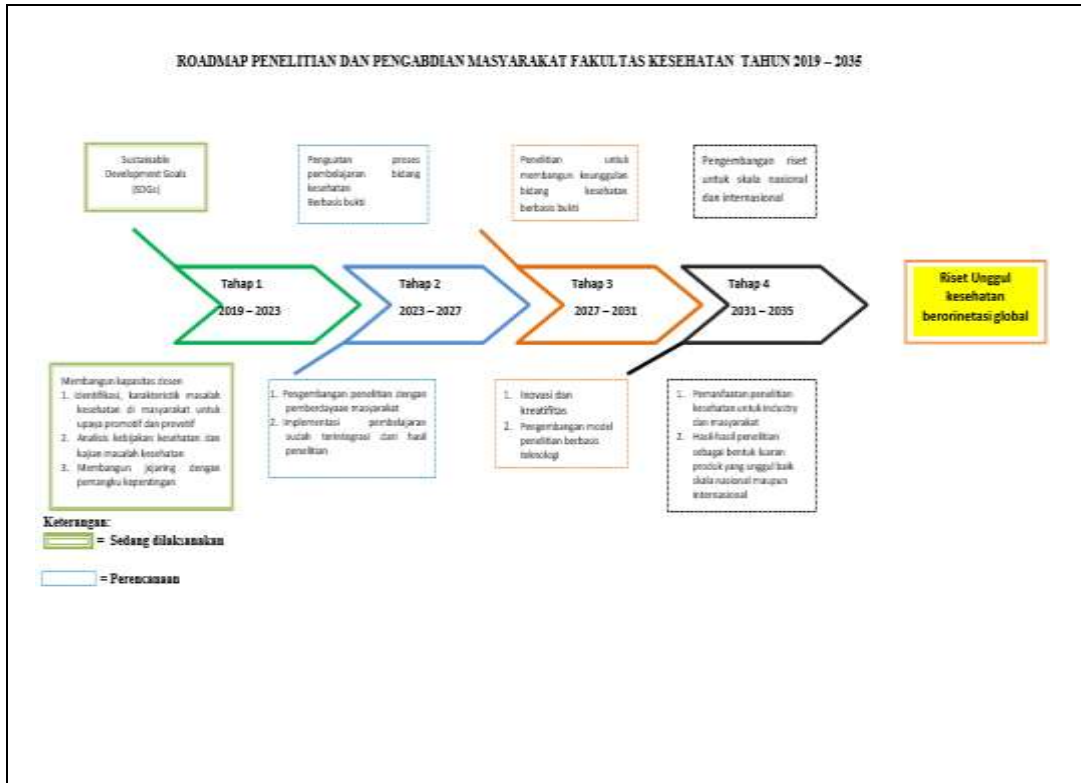 ROADMAP PENELITIAN DAN PENGABDIAN MASYARAKAT FAKULTAS KESEHATAN TAHUN 2019 – 2035
Sustainable
Development Goals
(SDGs)
Penguatan proses
pembelajaran bidang
kesehatan
Berbasis bukti
Penelitian untuk
membangun keunggulan
bidang kesehatan
berbasis bukti
Pengembangan riset
untuk skala nasional
dan internasional
Tahap 1
2019 – 2023
Tahap 2
2023 – 2027
Tahap 3
2027 – 2031
Tahap 4
2031 – 2035
Riset Unggul
kesehatan
berorinetasi global
Membangun kapasitas dosen
1. Identifikasi, karakteristik masalah
kesehatan di masyarakat untuk
upaya promotif dan
2. Analisis kebijakan kesehatan dan
kajian masalah kesehatan
3. Membangun jejaring dengan
pemangku kepentingan
1. Pengembangan penelitian dengan
pemberdayaan masyarakat
2. Implementasi pembelajaran
sudah terintegrasi dari hasil
penelitian
1. Inovasi dan
kreatifitas
2. Pengembangan model
penelitian berbasis
teknologi
1. Pemanfaatan penelitian
kesehatan untuk industry
dan masyarakat
2. Hasil-hasil penelitian
sebagai bentuk luaran
produk yang unggul baik
skala nasional maupun
internasional
Keterangan:
= Sedang dilaksanakan
= Perencanaan